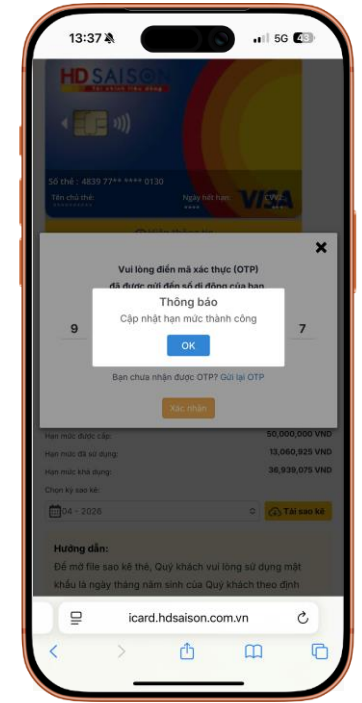 13:37
5G 43
HD SAISON
Tài chính tiêu dùng
Số thẻ : 4839 77** **** 0130
Tên chủ thẻ:
Ngày hết hạn:
VISA
Vui lòng điền mã xác thực (OTP)
đã được gửi đến số di động của bạn
Thông báo
Cập nhật hạn mức thành công
9
7
OK
Bạn chưa nhận được OTP? Gửi lại OTP
Xác nhận
Hạn mức được cấp: 50,000,000 VND
Hạn mức đã sử dụng: 13,060,925 VND
Hạn mức khả dụng: 36,939,075 VND
Chọn kỳ sao kê:
04 - 2026
Tải sao kê
Hướng dẫn:
Để mở file sao kê thẻ, Quý khách vui lòng sử dụng mật
khẩu là ngày tháng năm sinh của Quý khách theo định
icard.hdsaison.com.vn